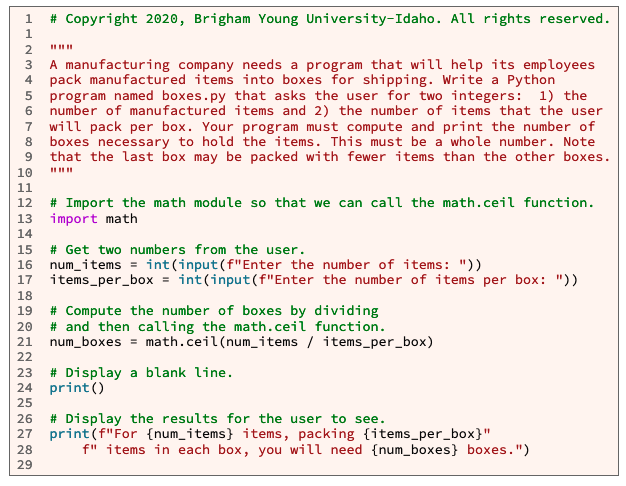 1 # Copyright 2020, Brigham Young University-Idaho. All rights reserved.
1
2 """
3 A manufacturing company needs a program that will help its employees
4 pack manufactured items into boxes for shipping. Write a Python
5 program named boxes.py that asks the user for two integers:  1) the
6 number of manufactured items and 2) the number of items that the user
7 will pack per box. Your program must compute and print the number of
8 boxes necessary to hold the items. This must be a whole number. Note
9 that the last box may be packed with fewer items than the other boxes.
10 """
11
12 # Import the math module so that we can call the math.ceil function.
13 import math
14
15 # Get two numbers from the user.
16 num_items = int(input(f"Enter the number of items: "))
17 items_per_box = int(input(f"Enter the number of items per box: "))
18
19 # Compute the number of boxes by dividing
20 # and then calling the math.ceil function.
21 num_boxes = math.ceil(num_items / items_per_box)
22
23 # Display a blank line.
24 print()
25
26 # Display the results for the user to see.
27 print(f"For {num_items} items, packing {items_per_box}"
28     f" items in each box, you will need {num_boxes} boxes.")
29